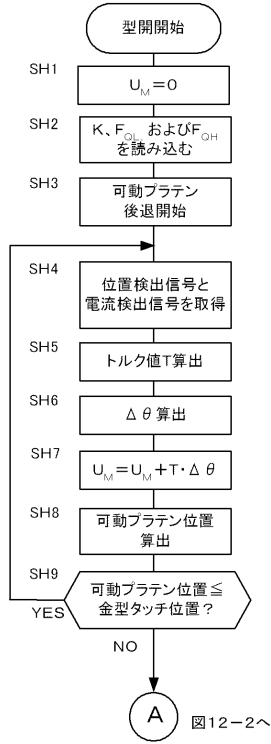 型開開始
SH1
U_M＝0
SH2
K、F_QL、およびF_QH
を読み込む
SH3
可動プラテン
後退開始
SH4
位置検出信号と
電流検出信号を取得
SH5
トルク値T算出
SH6
Δθ算出
SH7
U_M＝U_M＋T・Δθ
SH8
可動プラテン位置
算出
SH9
可動プラテン位置≦
金型タッチ位置？
YES
NO
A
図12－2へ